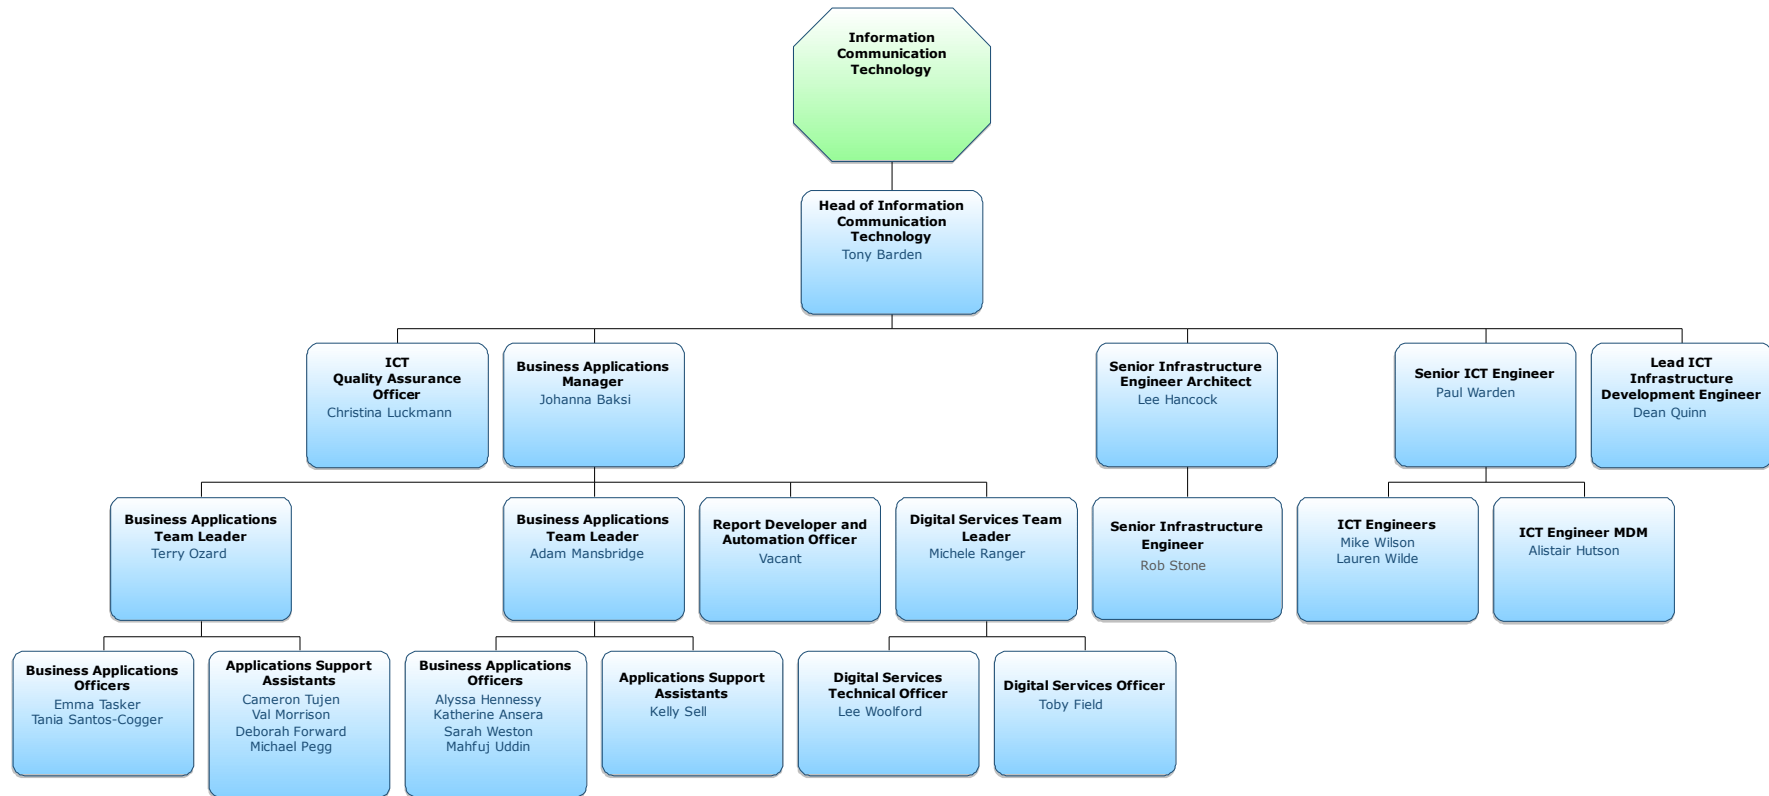 Information
Communication
Technology
Head of Information
Communication
Technology
Tony Barden
ICT
Quality Assurance
Officer
Christina Luckmann
Business Applications
Manager
Johanna Baksi
Senior Infrastructure
Engineer Architect
Lee Hancock
Senior ICT Engineer
Paul Warden
Lead ICT
Infrastructure
Development Engineer
Dean Quinn
Business Applications
Team Leader
Terry Ozard
Business Applications
Team Leader
Adam Mansbridge
Report Developer and
Automation Officer
Vacant
Digital Services Team
Leader
Michele Ranger
Senior Infrastructure
Engineer
Rob Stone
ICT Engineers
Mike Wilson
Lauren Wilde
ICT Engineer MDM
Alistair Hutson
Business Applications
Officers
Emma Tasker
Tania Santos-Cogger
Applications Support
Assistants
Cameron Tujen
Val Morrison
Deborah Forward
Michael Pegg
Business Applications
Officers
Alyssa Hennessy
Katherine Ansera
Sarah Weston
Mahfuj Uddin
Applications Support
Assistants
Kelly Sell
Digital Services
Technical Officer
Lee Woolford
Digital Services Officer
Toby Field